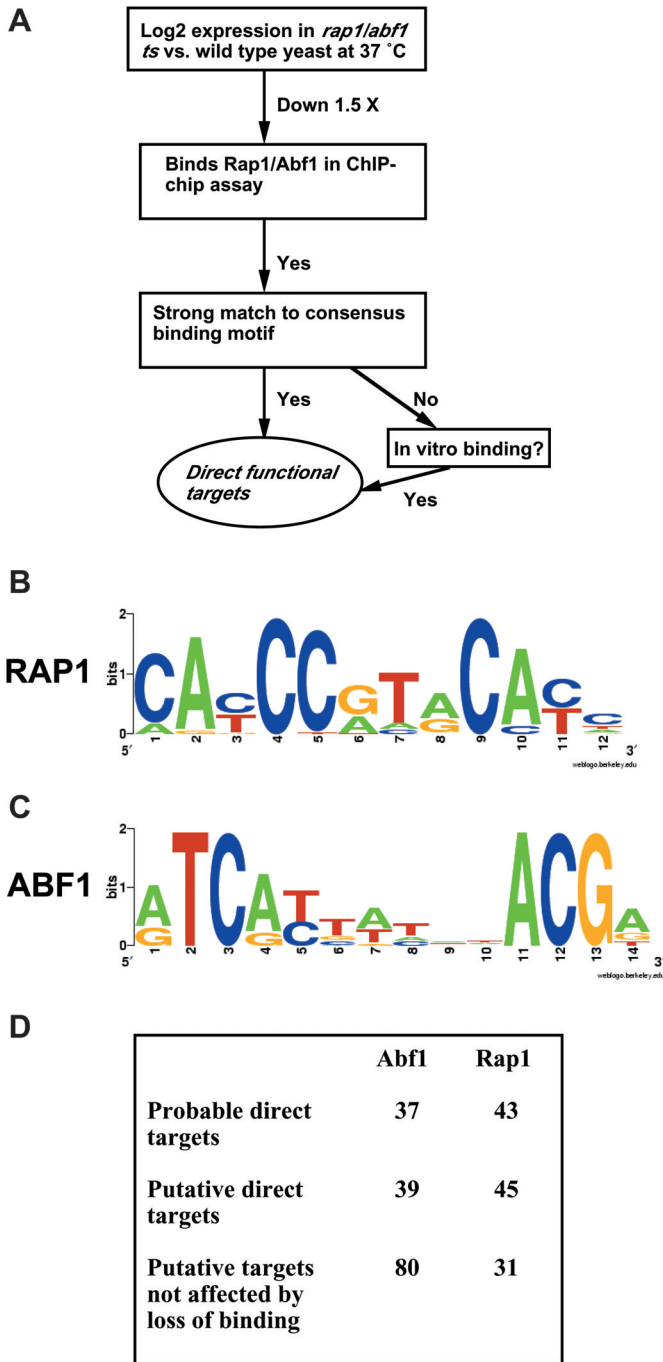 A
Log2 expression in rap1/abf1
ts vs. wild type yeast at 37 ˚C
Down 1.5 X
Binds Rap1/Abf1 in ChIP-
chip assay
Yes
Strong match to consensus
binding motif
Yes
No
In vitro binding?
Direct functional
targets
Yes
B
RAP1
bits
2
1
0
5′
1 2 3 4 5 6 7 8 9 10 11 12
3′
weblogo.berkeley.edu
C
ABF1
bits
2
1
0
5′
1 2 3 4 5 6 7 8 9 10 11 12 13 14
3′
weblogo.berkeley.edu
D
Abf1 Rap1
Probable direct
targets
37 43
Putative direct
targets
39 45
Putative targets
not affected by
loss of binding
80 31